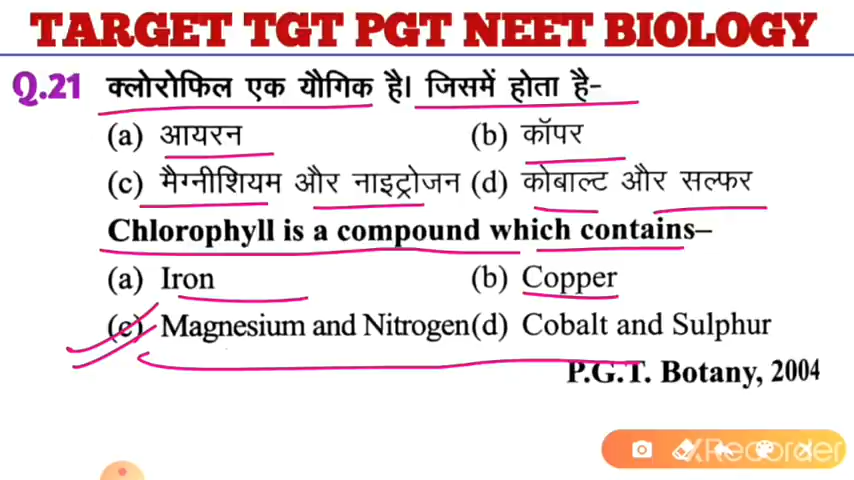 TARGET TGT PGT NEET BIOLOGY
Q.21 क्लोरोफिल एक यौगिक है। जिसमें होता है-
(a) आयरन (b) कॉपर
(c) मैग्नीशियम और नाइट्रोजन (d) कोबाल्ट और सल्फर
Chlorophyll is a compound which contains–
(a) Iron (b) Copper
(c) Magnesium and Nitrogen (d) Cobalt and Sulphur
P.G.T. Botany, 2004
XRecorder